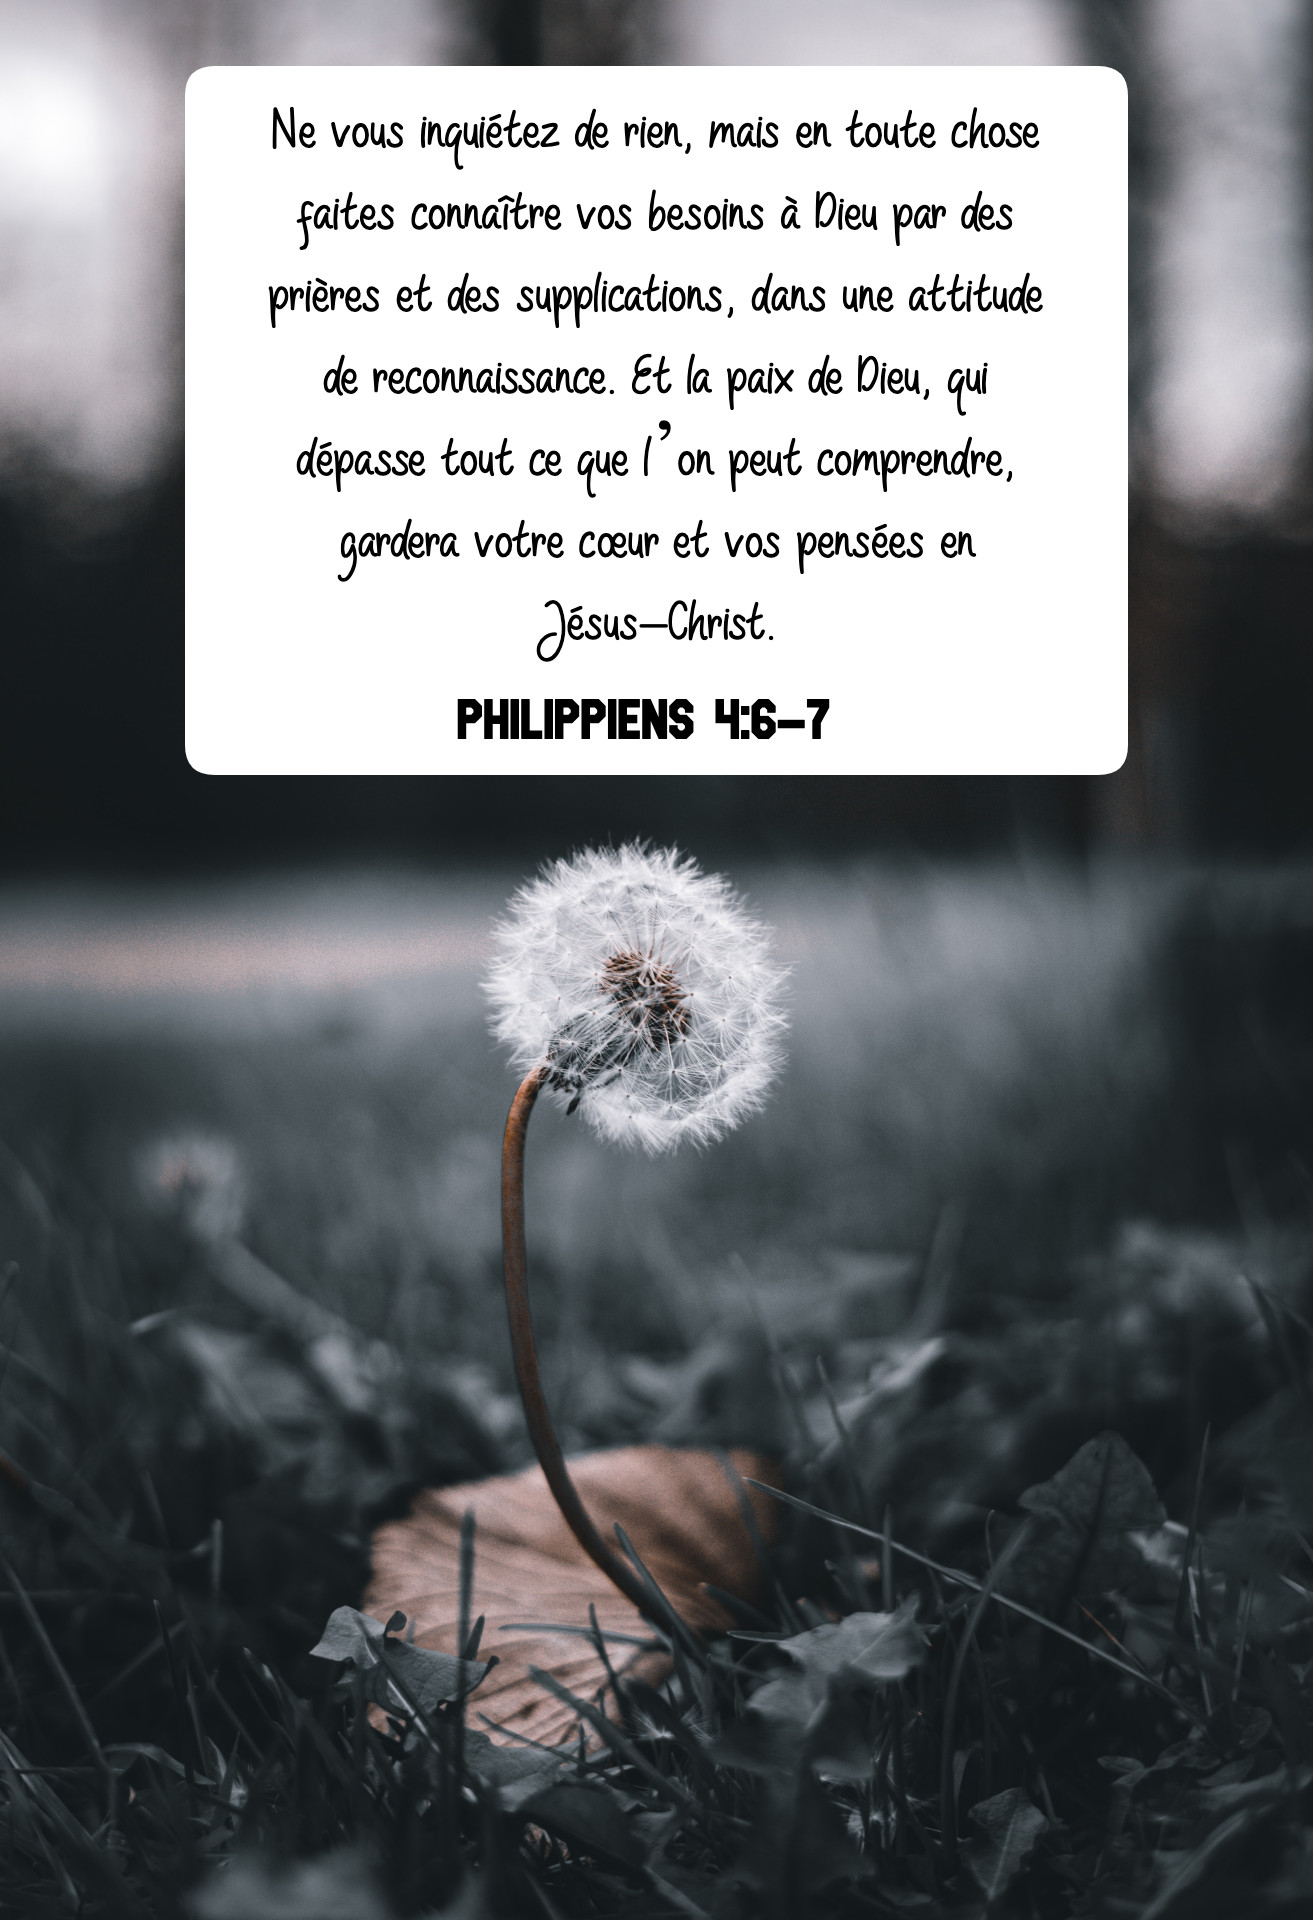 Ne vous inquiétez de rien, mais en toute chose
faites connaître vos besoins à Dieu par des
prières et des supplications, dans une attitude
de reconnaissance. Et la paix de Dieu, qui
dépasse tout ce que l’on peut comprendre,
gardera votre cœur et vos pensées en
Jésus-Christ.
PHILIPPIENS 4:6-7